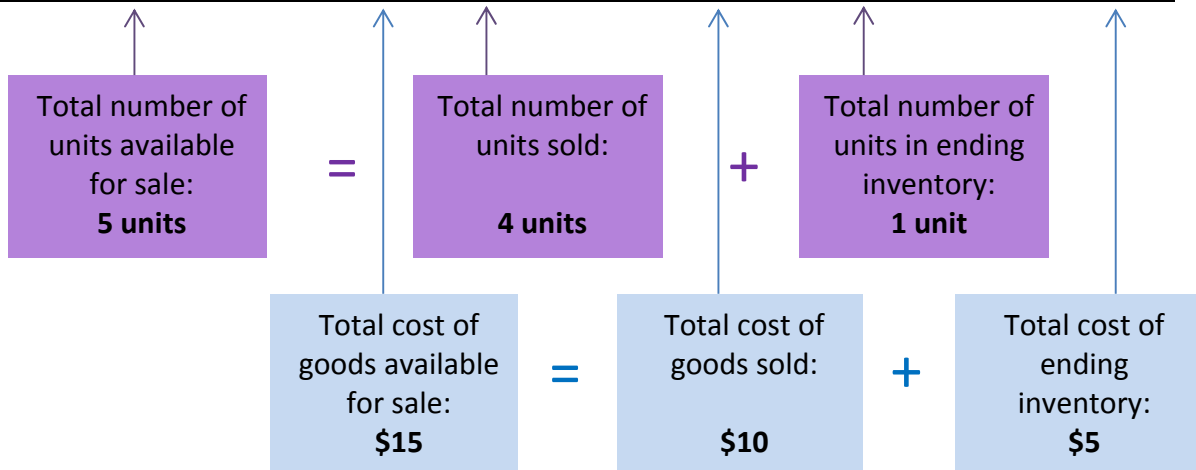 Total number of
units available
for sale:
5 units
=
Total number of
units sold:
4 units
+
Total number of
units in ending
inventory:
1 unit
Total cost of
goods available
for sale:
$15
=
Total cost of
goods sold:
$10
+
Total cost of
ending
inventory:
$5